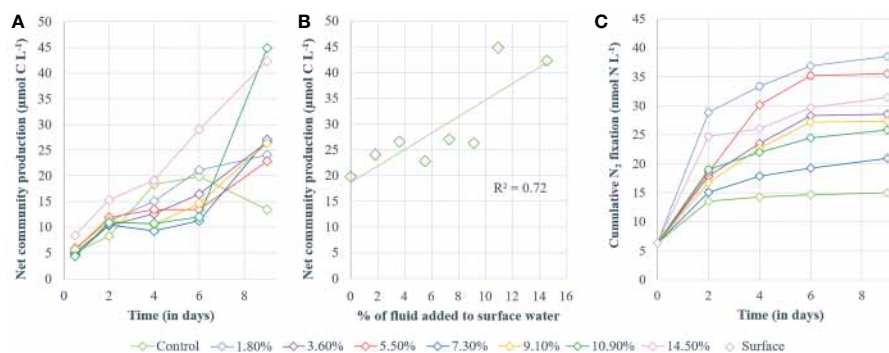 A
B
C
Net community production (µmol C L⁻¹)
50
45
40
35
30
25
20
15
10
5
0
0 2 4 6 8
Time (in days)
Net community production (µmol C L⁻¹)
50
45
40
35
30
25
20
15
10
5
0
R² = 0.72
0 2 4 6 8 10 12 14 16
% of fluid added to surface water
Cumulative N₂ fixation (nmol N L⁻¹)
45
40
35
30
25
20
15
10
5
0
0 2 4 6 8
Time (in days)
Control 1.80% 3.60% 5.50% 7.30% 9.10% 10.90% 14.50% Surface